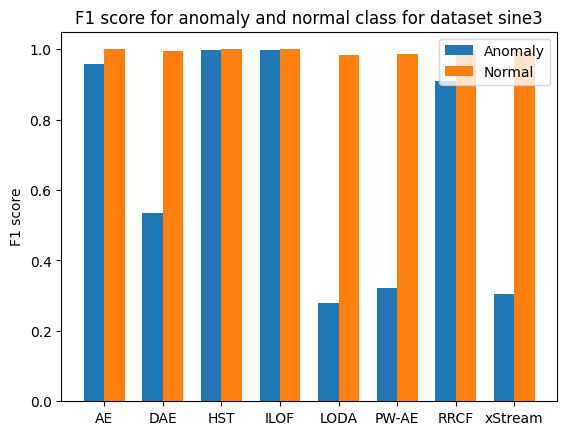 F1 score for anomaly and normal class for dataset sine3
Anomaly
Normal
F1 score
1.0
0.8
0.6
0.4
0.2
0.0
AE DAE HST ILOF LODA PW-AE RRCF xStream